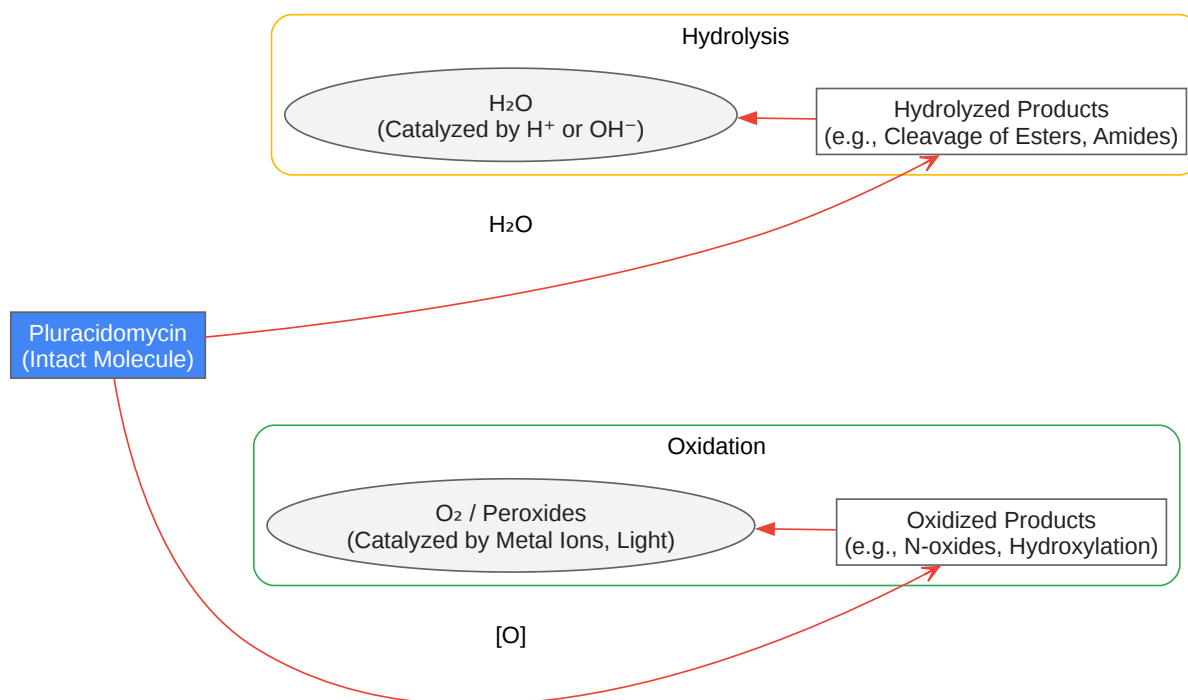 Hydrolysis
H₂O
(Catalyzed by H⁺ or OH⁻)
Hydrolyzed Products
(e.g., Cleavage of Esters, Amides)
H₂O
Pluracidomycin
(Intact Molecule)
Oxidation
O₂ / Peroxides
(Catalyzed by Metal Ions, Light)
Oxidized Products
(e.g., N-oxides, Hydroxylation)
[O]